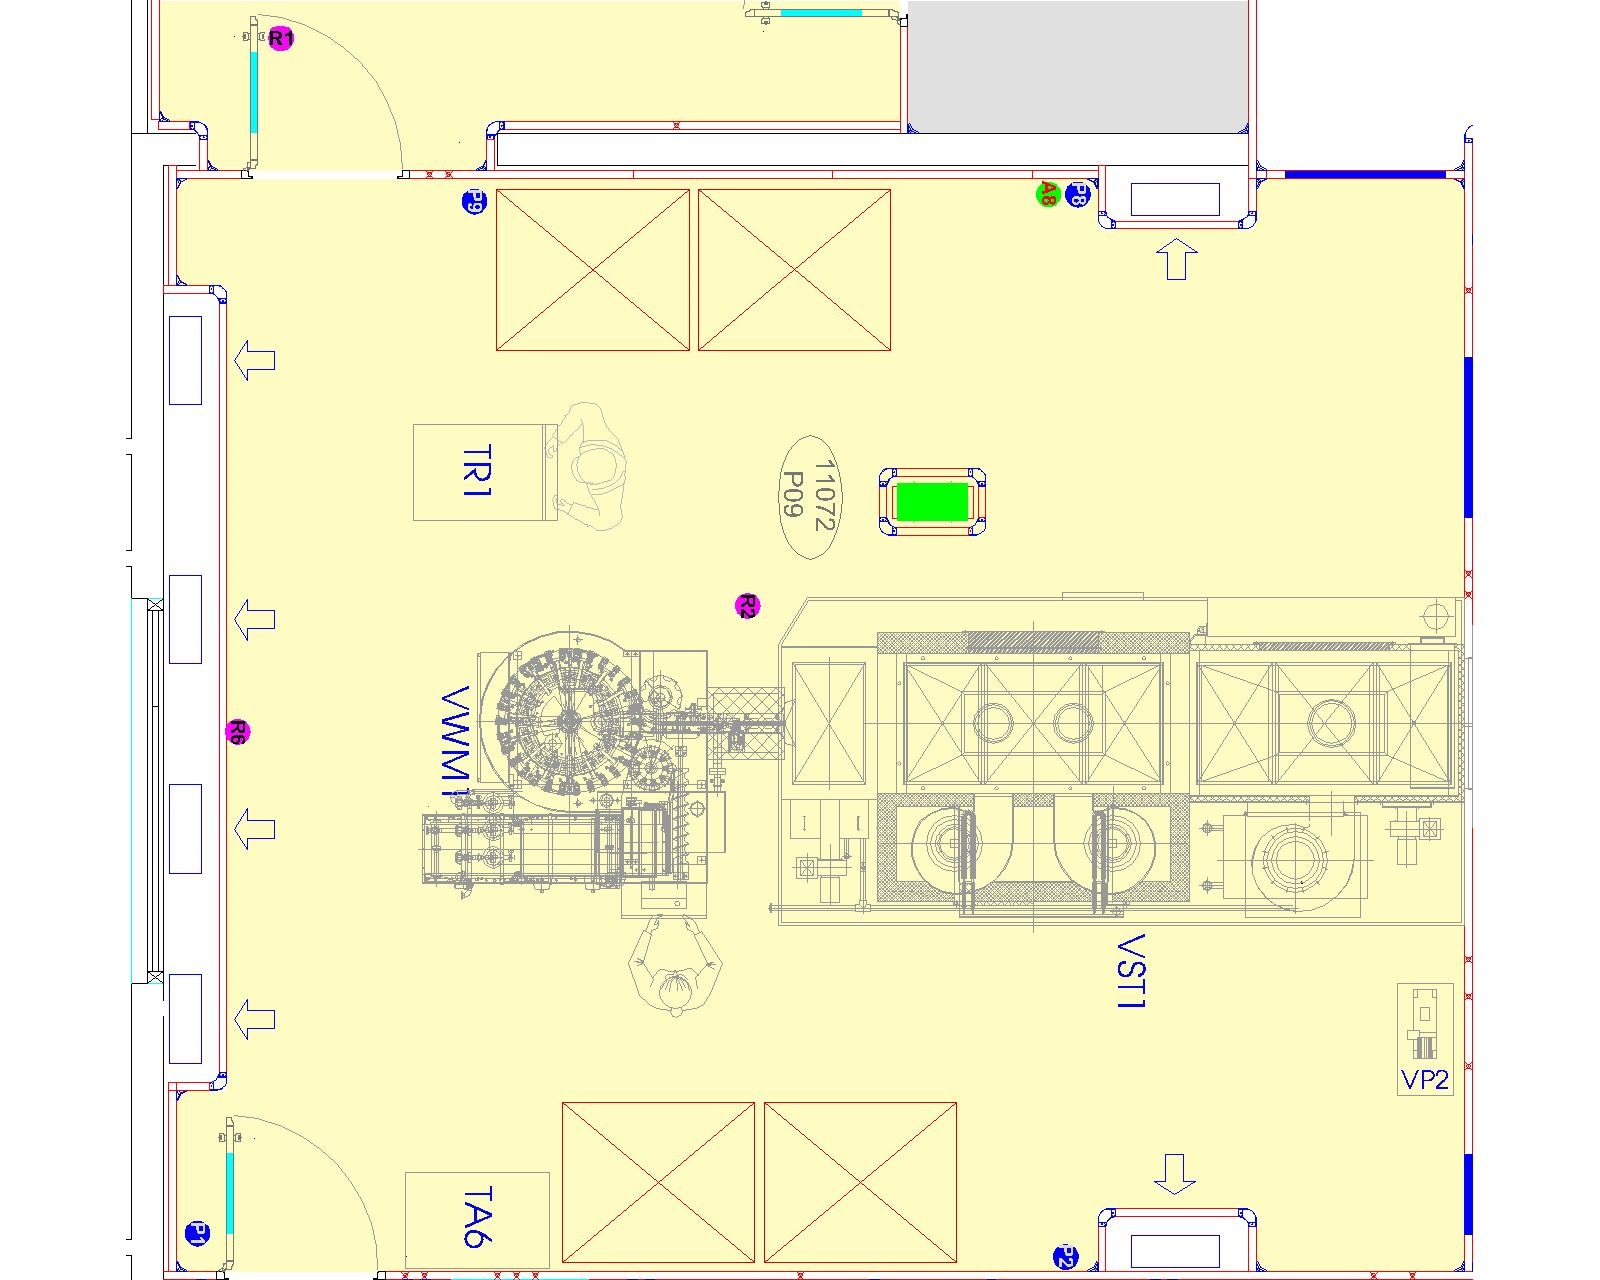 R1
P9
A8
P8
TR1
11072
P09
R2
R6
VWM1
VST1
VP2
TA6
P1
P2